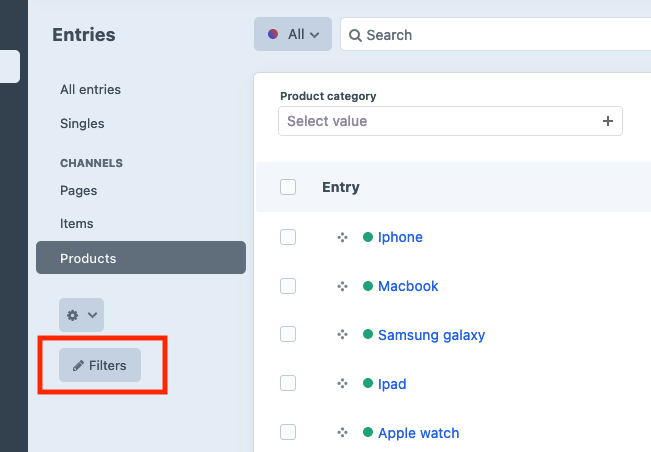 Entries
All
Search
All entries
Singles
CHANNELS
Pages
Items
Products
Filters
Product category
Select value
Entry
Iphone
Macbook
Samsung galaxy
Ipad
Apple watch